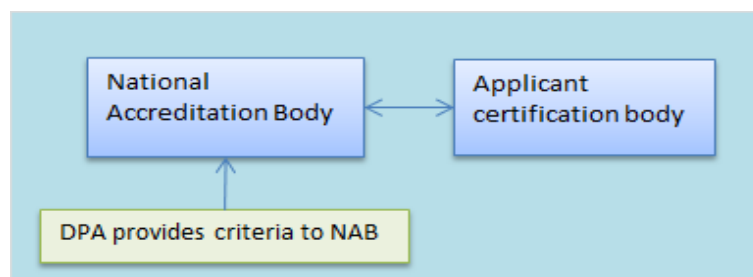 National
Accreditation Body
Applicant
certification body
DPA provides criteria to NAB